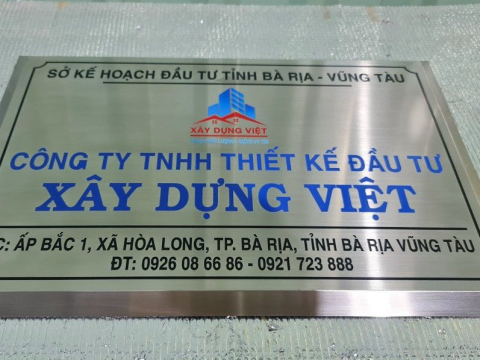 SỞ KẾ HOẠCH ĐẦU TƯ TỈNH BÀ RỊA - VŨNG TÀU
XÂY DỰNG VIỆT
CÔNG TY TNHH THIẾT KẾ ĐẦU TƯ
XÂY DỰNG VIỆT
C: ẤP BẮC 1, XÃ HÒA LONG, TP. BÀ RỊA, TỈNH BÀ RỊA VŨNG TÀU
ĐT: 0926 08 66 86 - 0921 723 888